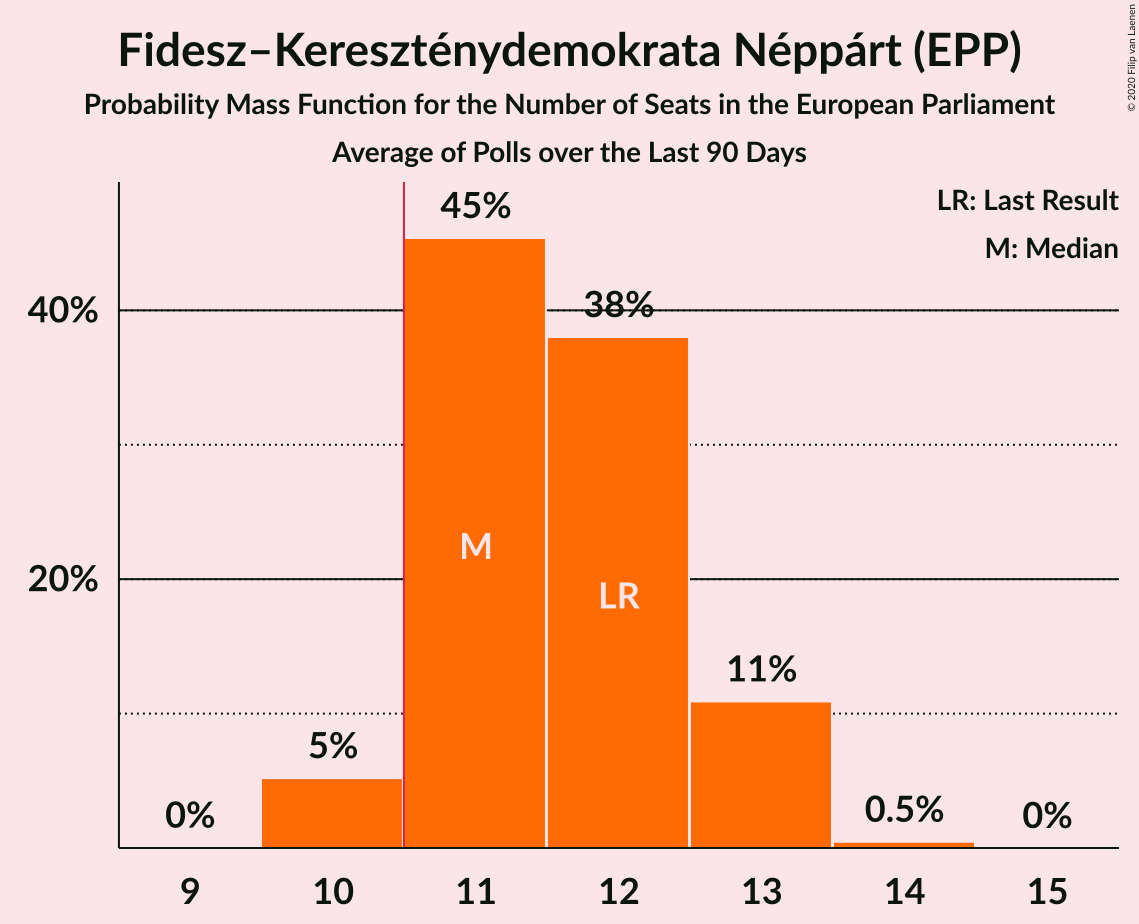 Fidesz–Kereszténydemokrata Néppárt (EPP)
Probability Mass Function for the Number of Seats in the European Parliament
Average of Polls over the Last 90 Days
© 2020 Filip van Laenen
LR: Last Result
M: Median
45%
38%
40%
M
LR
20%
11%
5%
0%
0.5%
0%
9 10 11 12 13 14 15